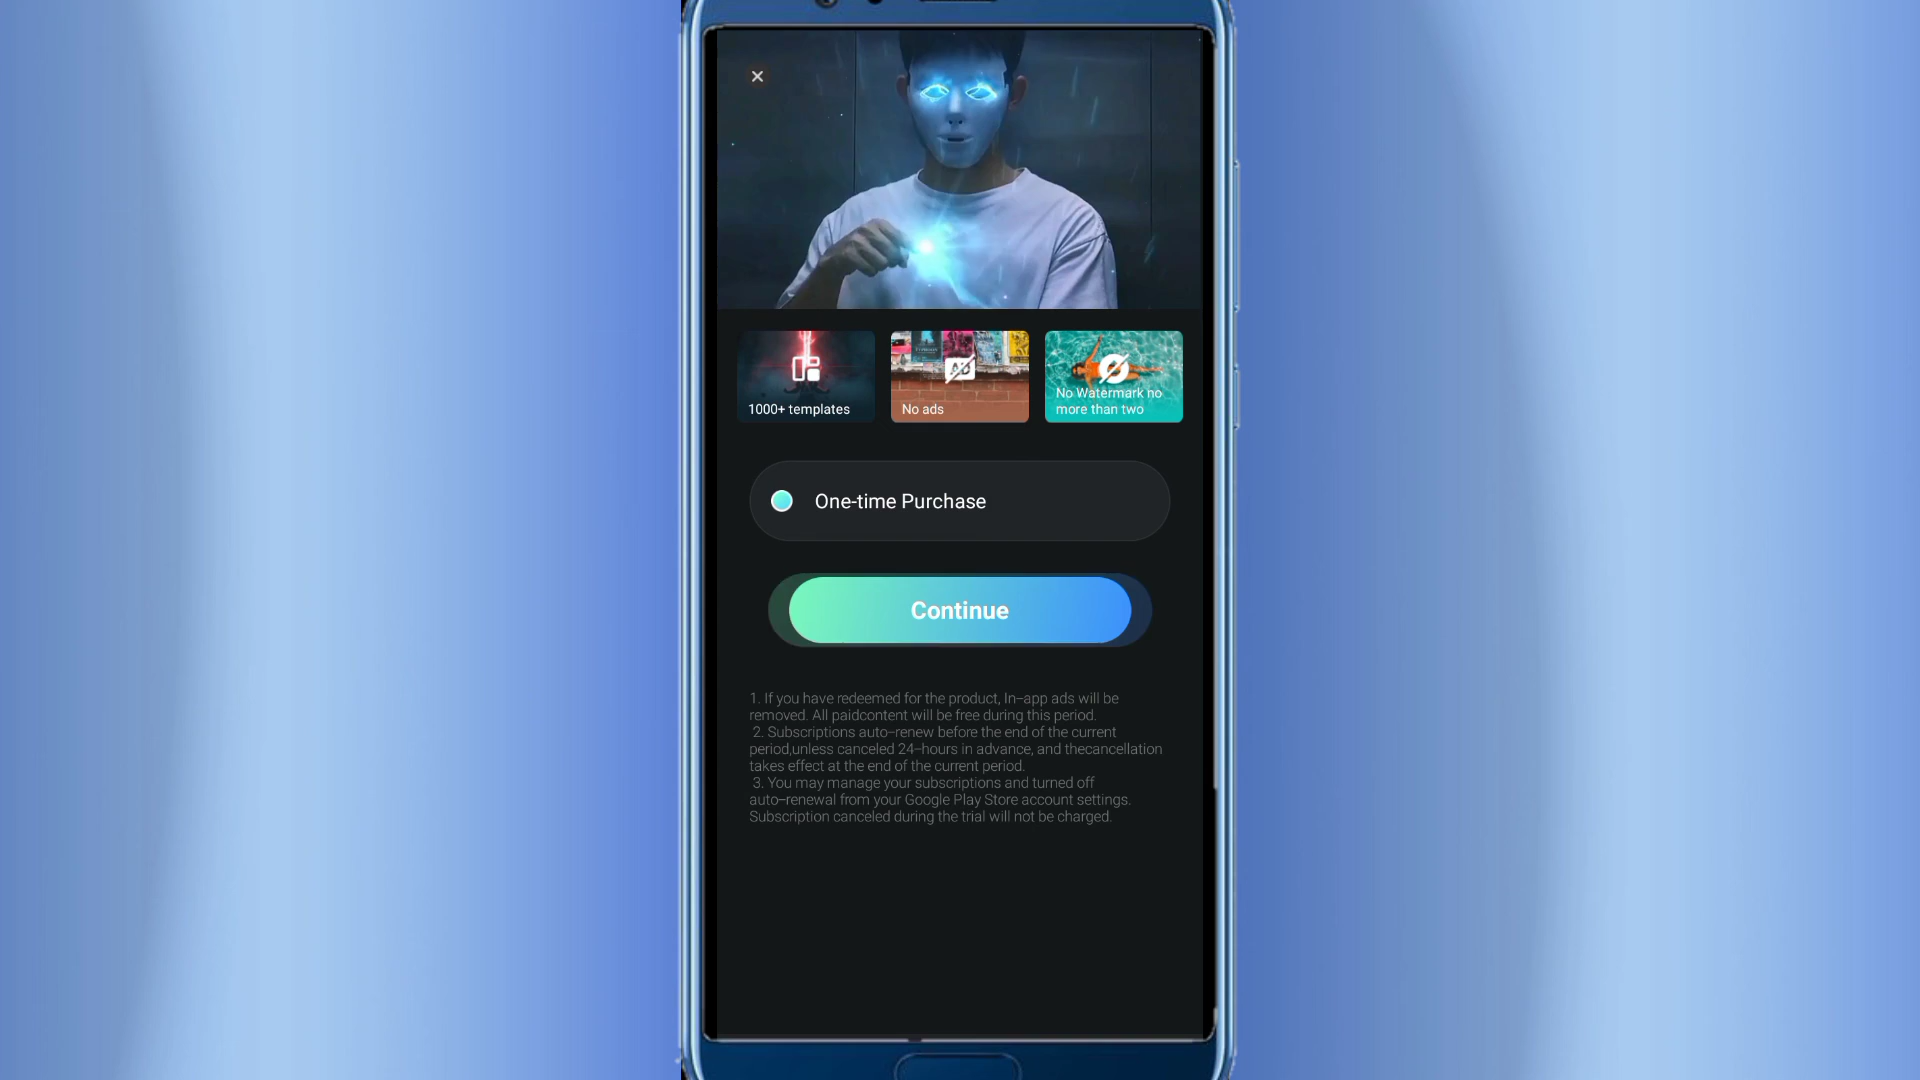 1000+ templates
AD
No ads
No Watermark no
more than two
One-time Purchase
Continue
1. If you have redeemed for the product, In–app ads will be
removed. All paidcontent will be free during this period.
2. Subscriptions auto–renew before the end of the current
period,unless canceled 24–hours in advance, and thecancellation
takes effect at the end of the current period.
3. You may manage your subscriptions and turned off
auto–renewal from your Google Play Store account settings.
Subscription canceled during the trial will not be charged.